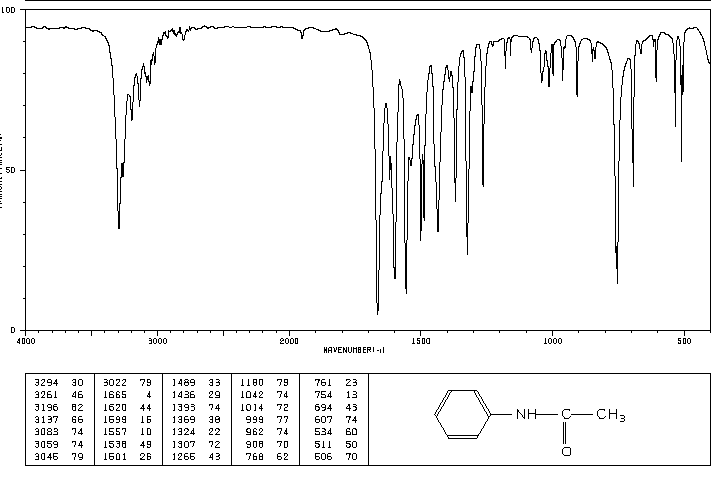 100
50
0
4000
3000
2000
1500
1000
500
WAVENUMBER(-1)
3294 30 3022 79 1489 33 1180 79 761 23
3261 46 1665 4 1436 29 1042 74 754 13
3196 62 1620 44 1393 74 1014 72 694 43
3137 66 1599 15 1369 38 999 77 607 74
3083 74 1557 10 1324 22 962 74 534 60
3059 74 1538 49 1307 72 908 70 511 50
3045 79 1501 26 1265 43 768 62 506 70
NH
C
CH3
O